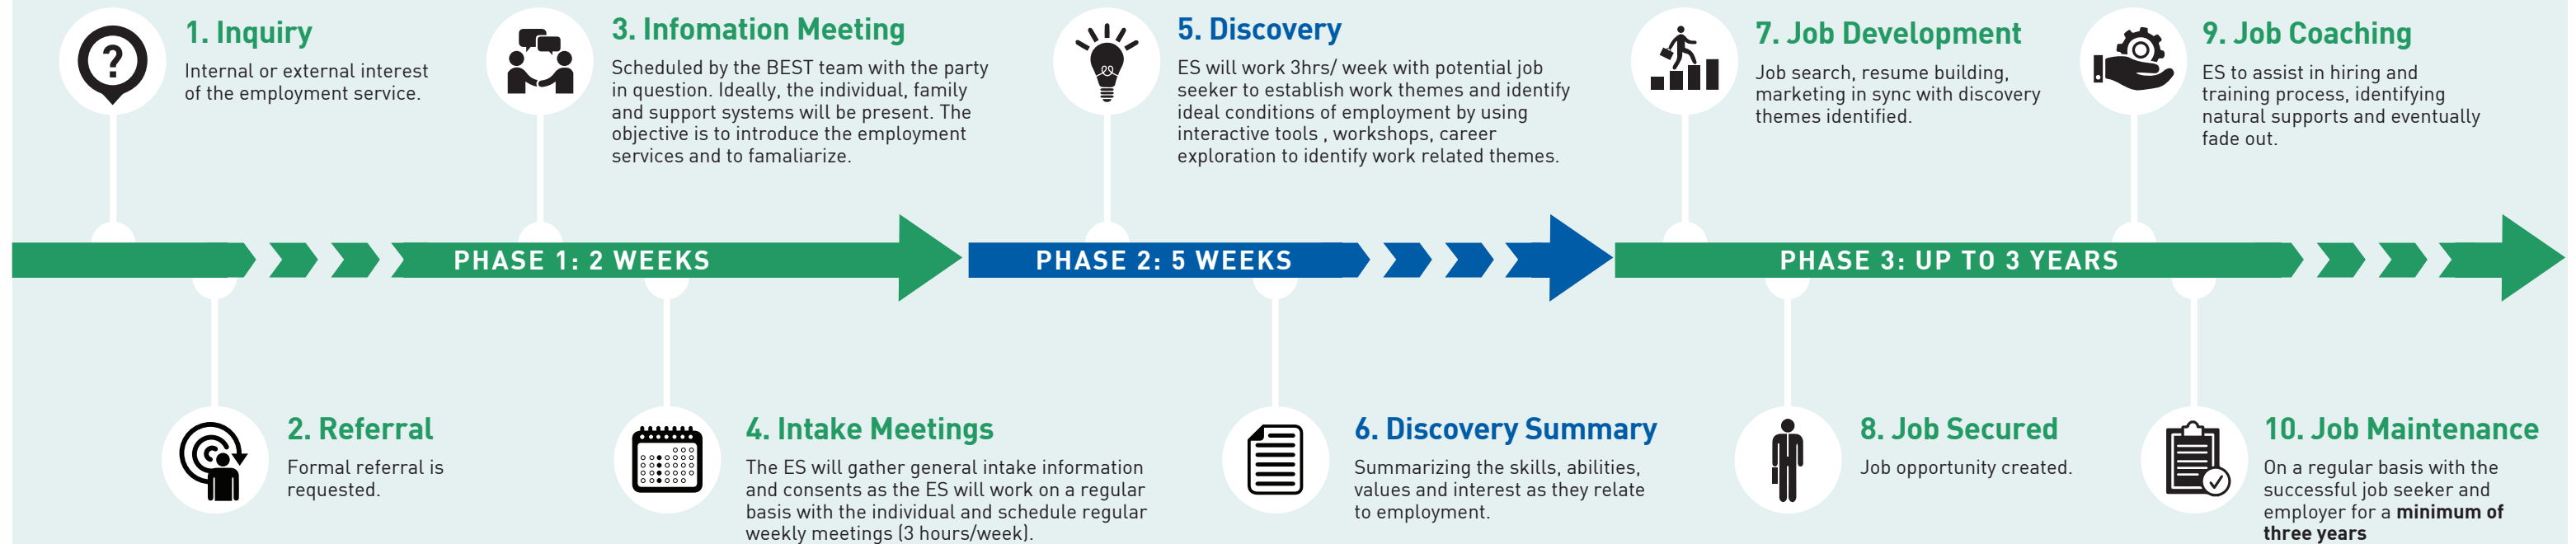 1. Inquiry
Internal or external interest
of the employment service.
3. Infomation Meeting
Scheduled by the BEST team with the party
in question. Ideally, the individual, family
and support systems will be present. The
objective is to introduce the employment
services and to famaliarize.
5. Discovery
ES will work 3hrs/ week with potential job
seeker to establish work themes and identify
ideal conditions of employment by using
interactive tools , workshops, career
exploration to identify work related themes.
7. Job Development
Job search, resume building,
marketing in sync with discovery
themes identified.
9. Job Coaching
ES to assist in hiring and
training process, identifying
natural supports and eventually
fade out.
PHASE 1: 2 WEEKS
PHASE 2: 5 WEEKS
PHASE 3: UP TO 3 YEARS
2. Referral
Formal referral is
requested.
4. Intake Meetings
The ES will gather general intake information
and consents as the ES will work on a regular
basis with the individual and schedule regular
weekly meetings (3 hours/week).
6. Discovery Summary
Summarizing the skills, abilities,
values and interest as they relate
to employment.
8. Job Secured
Job opportunity created.
10. Job Maintenance
On a regular basis with the
successful job seeker and
employer for a minimum of
three years